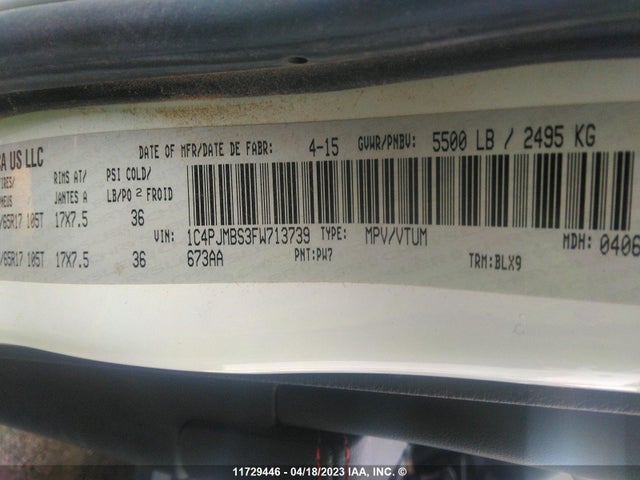 DATE OF MFR/DATE DE FABR: 4-15 GVWR/PNBV: 5500 LB / 2495 KG
US LLC
RIMS AT/ PSI COLD/
JANTES A LB/PO 2 FROID
/65R17 105T 17X7.5 36
VIN: 1C4PJMBS3FW713739 TYPE: MPV/VTUM MDH: 0406
/65R17 105T 17X7.5 36 673AA PNT:PW7 TRM:BLX9
11729446 - 04/18/2023 IAA, INC. ©